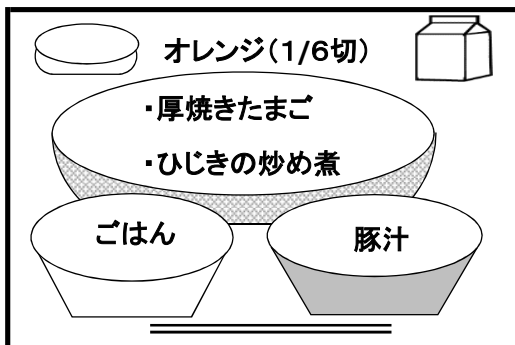 オレンジ(1/6切)
・厚焼きたまご
・ひじきの炒め煮
ごはん
豚汁